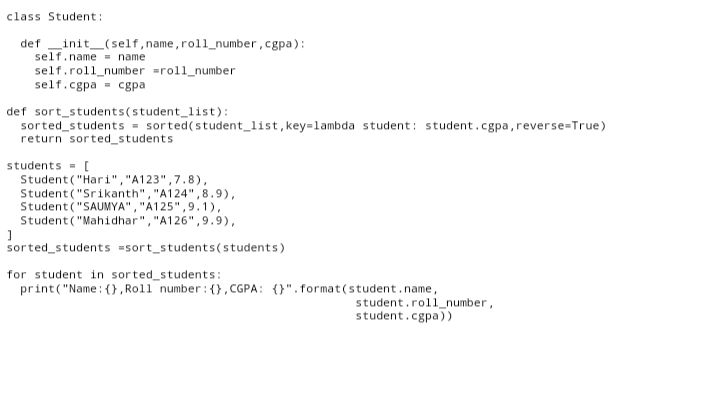 class Student:
  def __init__(self,name,roll_number,cgpa):
    self.name = name
    self.roll_number =roll_number
    self.cgpa = cgpa
def sort_students(student_list):
  sorted_students = sorted(student_list,key=lambda student: student.cgpa,reverse=True)
  return sorted_students
students = [
  Student("Hari","A123",7.8),
  Student("Srikanth","A124",8.9),
  Student("SAUMYA","A125",9.1),
  Student("Mahidhar","A126",9.9),
]
sorted_students =sort_students(students)
for student in sorted_students:
  print("Name:{},Roll number:{},CGPA: {}".format(student.name,
                                                  student.roll_number,
                                                  student.cgpa))